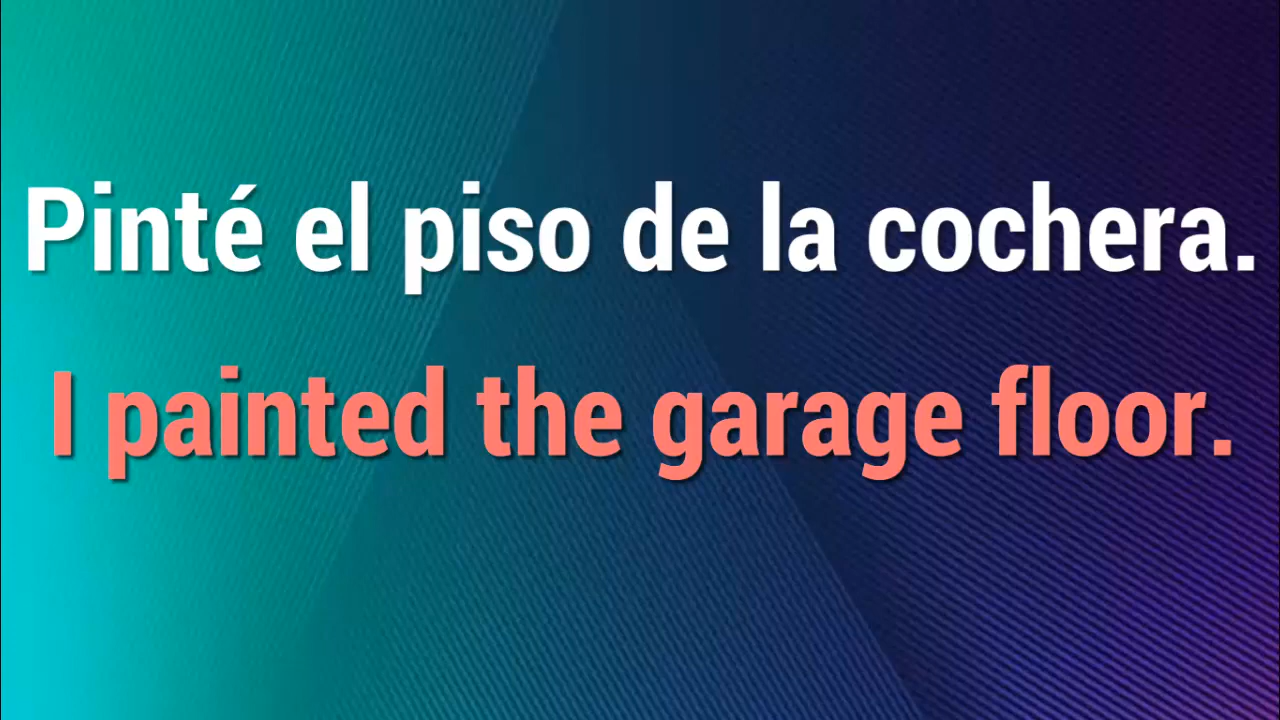 Pinté el piso de la cochera.
I painted the garage floor.